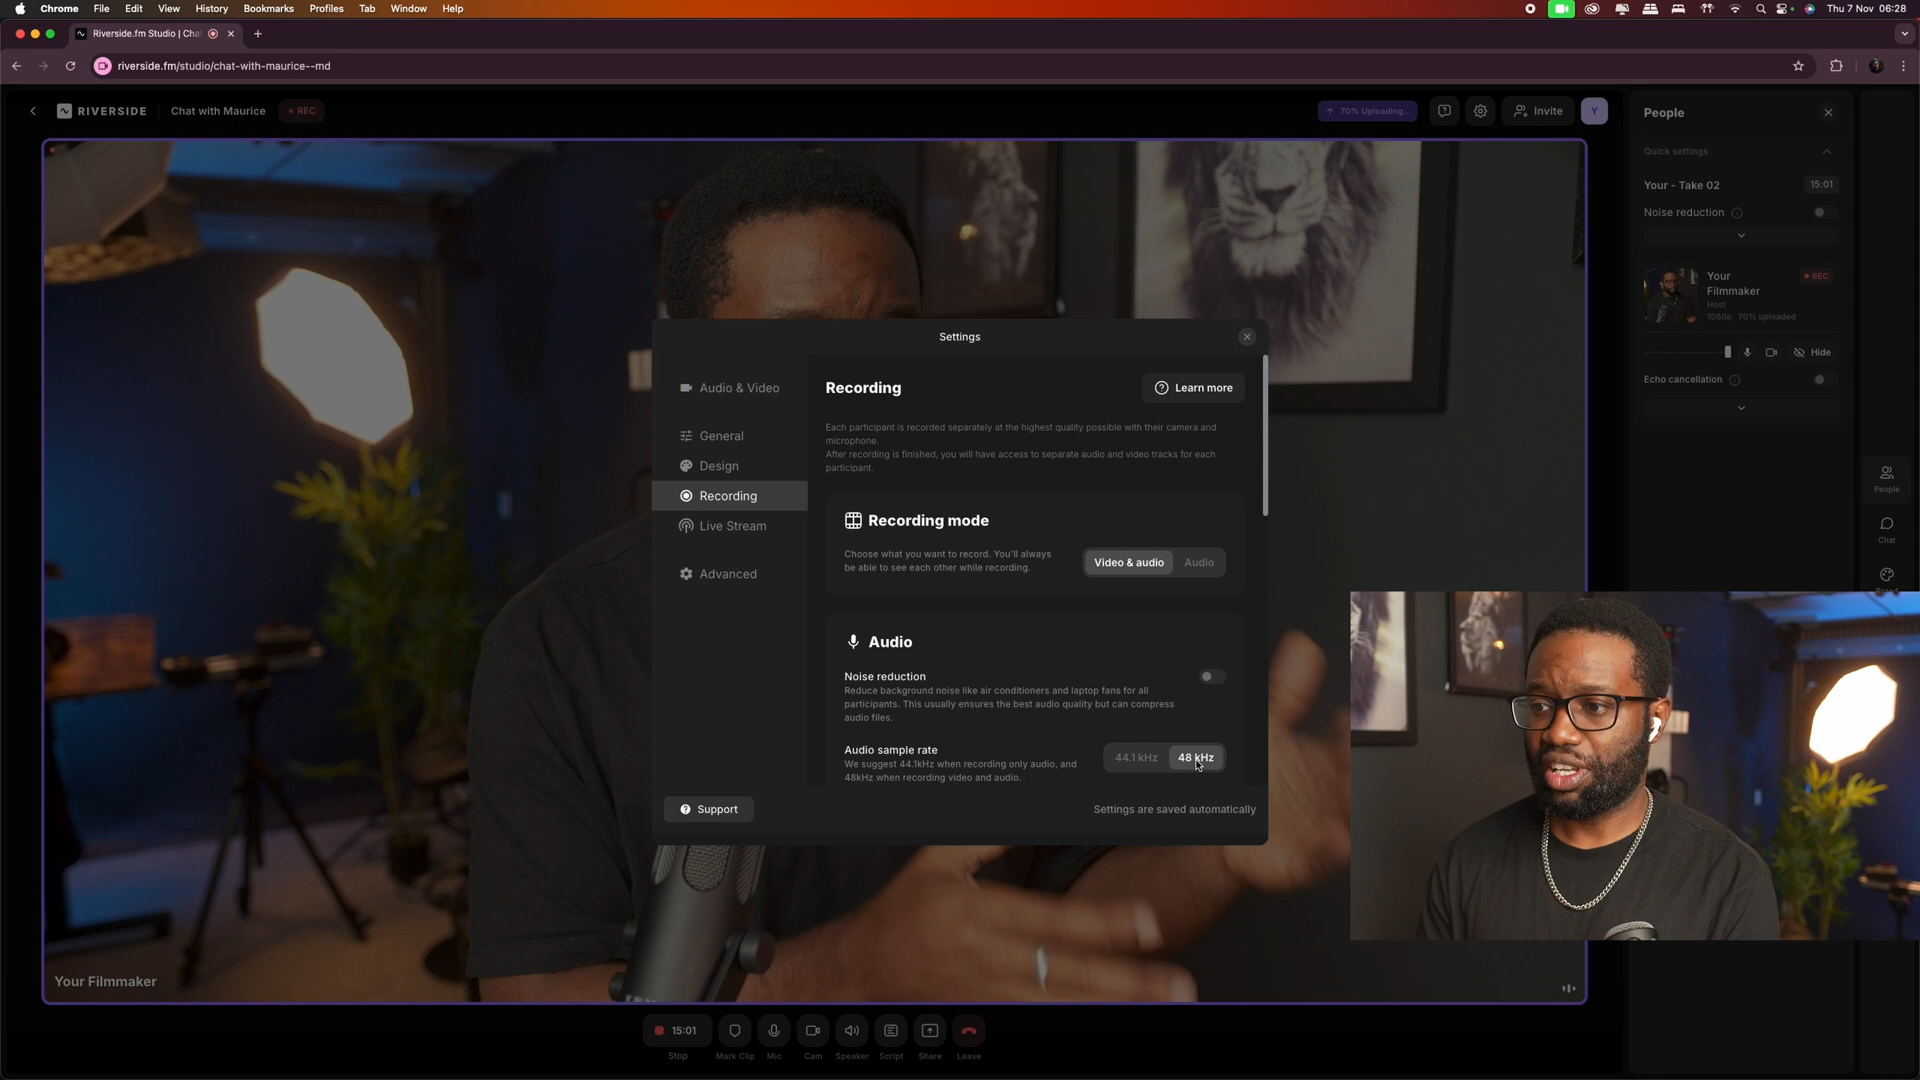 Chrome File Edit View History Bookmarks Profiles Tab Window Help
Thu 7 Nov 06:28
Riverside.fm Studio | Cha
riverside.fm/studio/chat-with-maurice--md
RIVERSIDE
Chat with Maurice
REC
70% Uploading...
Invite
Y
People
Quick settings
Your - Take 02
15:01
Noise reduction
Your
Filmmaker
REC
Host
1080p 70% uploaded
Hide
Echo cancellation
People
Chat
Settings
Audio & Video
General
Design
Recording
Live Stream
Advanced
Recording
Learn more
Each participant is recorded separately at the highest quality possible with their camera and
microphone.
After recording is finished, you will have access to separate audio and video tracks for each
participant.
Recording mode
Choose what you want to record. You'll always
be able to see each other while recording.
Video & audio
Audio
Audio
Noise reduction
Reduce background noise like air conditioners and laptop fans for all
participants. This usually ensures the best audio quality but can compress
audio files.
Audio sample rate
We suggest 44.1kHz when recording only audio, and
48kHz when recording video and audio.
44.1 kHz
48 kHz
Support
Settings are saved automatically
Your Filmmaker
15:01
Stop
Mark Clip
Mic
Cam
Speaker
Script
Share
Leave